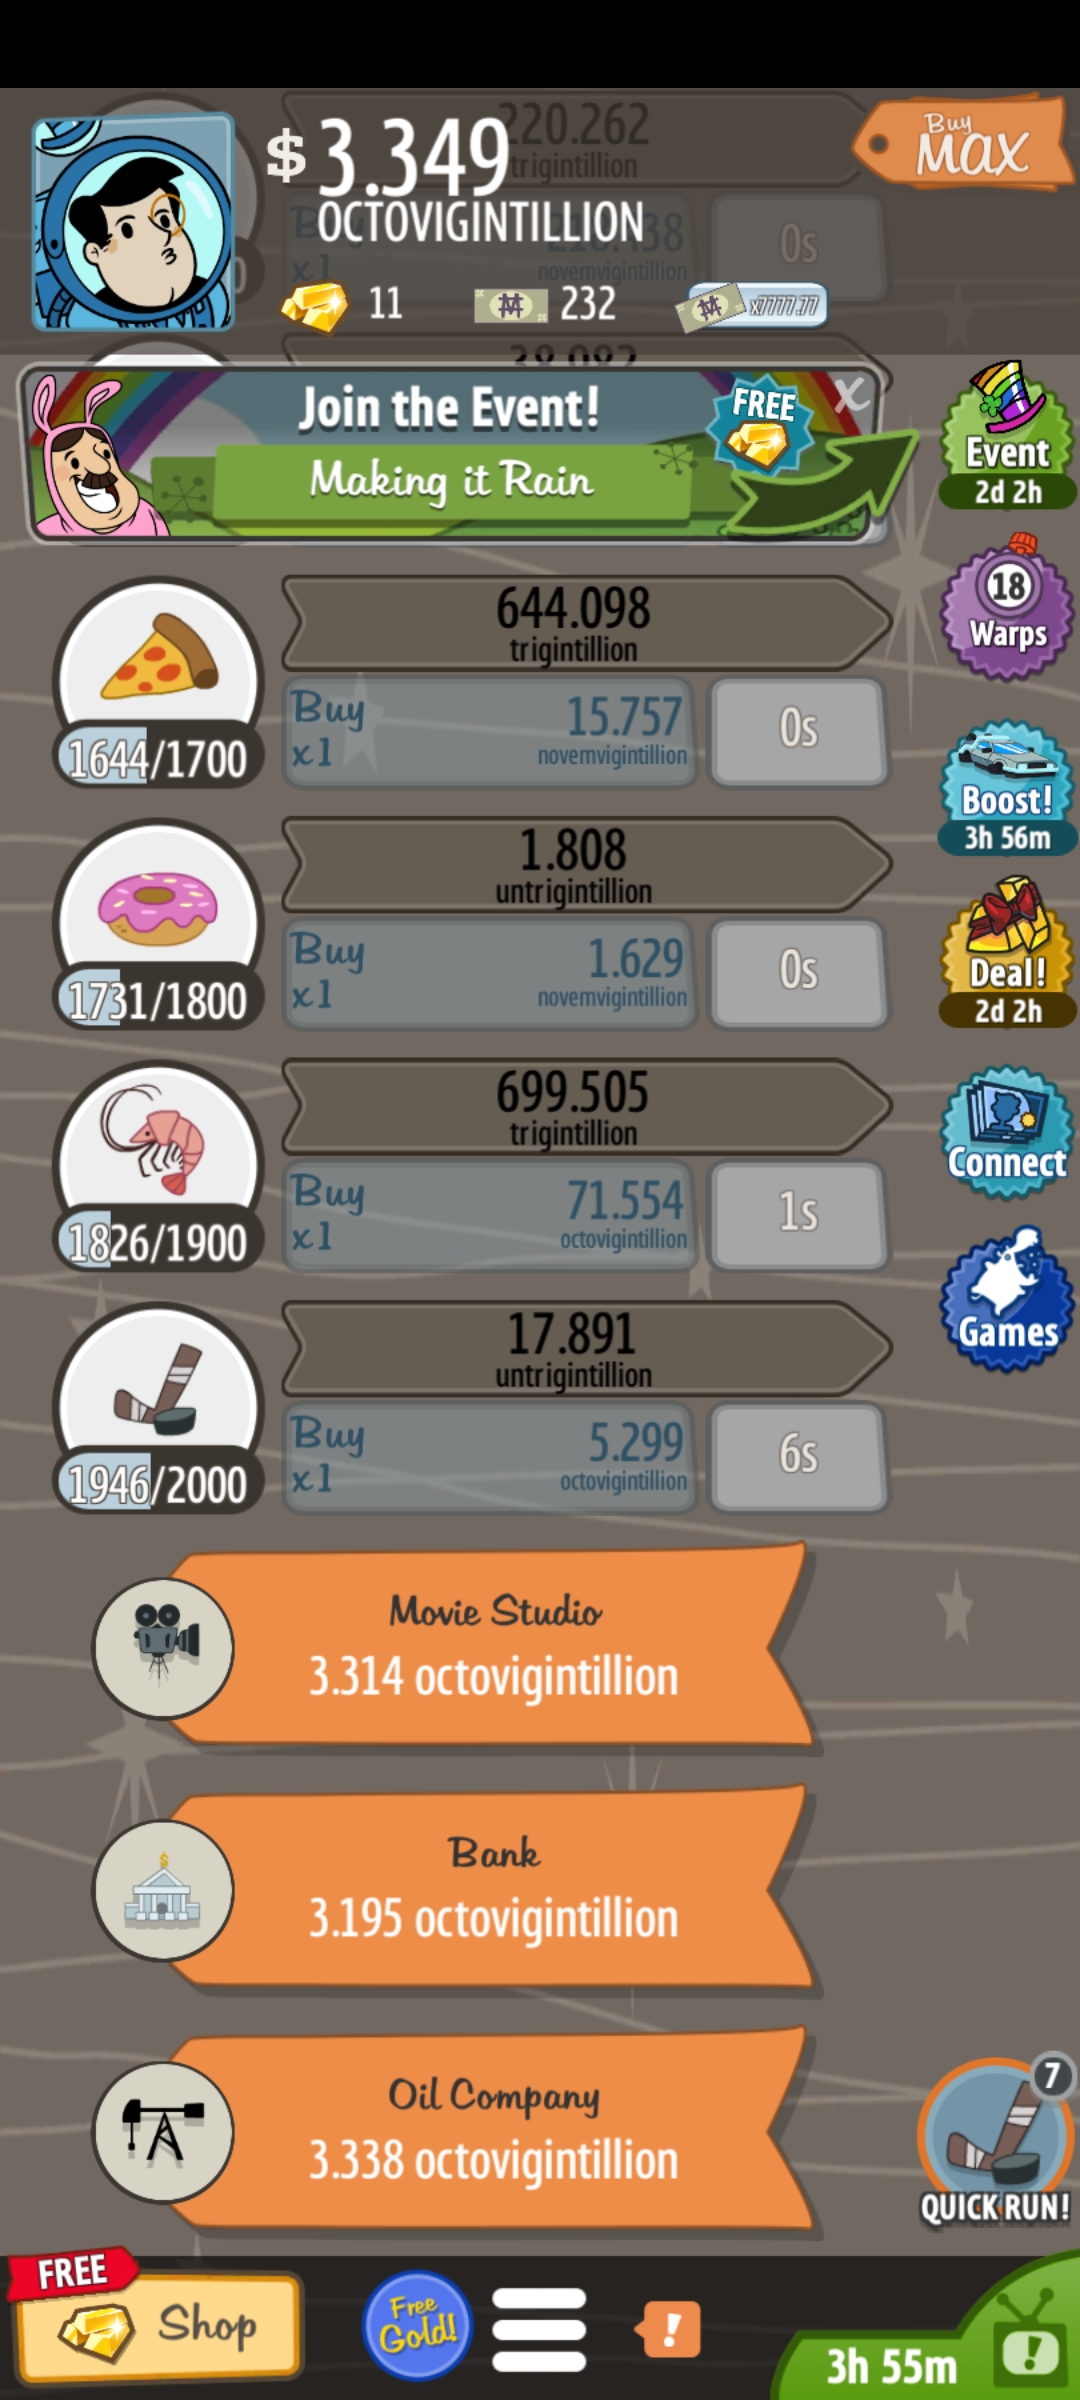 220.262
trigintillion
$ 3.349
OCTOVIGINTILLION
Buy
MAX
Buy
x1
novemvigintillion
0s
11
232
x7777.77
Join the Event!
FREE
X
Making it Rain
Event
2d 2h
644.098
trigintillion
Buy
x1
15.757
novemvigintillion
0s
1644/1700
18
Warps
1.808
untrigintillion
Buy
x1
1.629
novemvigintillion
0s
1731/1800
Boost!
3h 56m
Deal!
2d 2h
699.505
trigintillion
Buy
x1
71.554
octovigintillion
1s
1826/1900
Connect
Games
17.891
untrigintillion
Buy
x1
5.299
octovigintillion
6s
1946/2000
Movie Studio
3.314 octovigintillion
Bank
3.195 octovigintillion
Oil Company
3.338 octovigintillion
7
QUICK RUN!
FREE
Shop
Free
Gold!
!
3h 55m
!